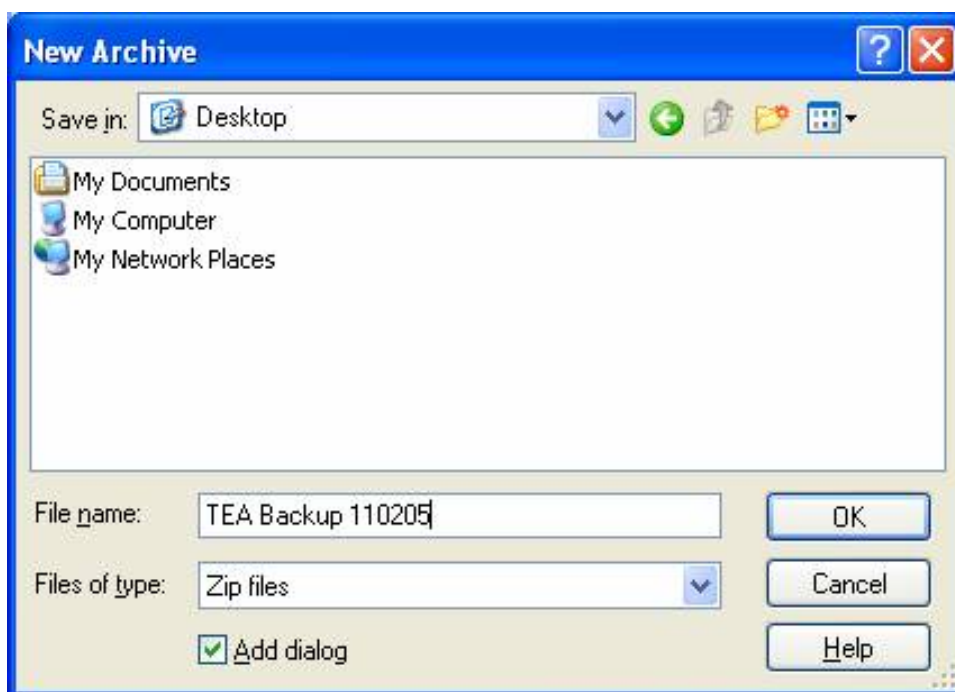 New Archive
Save in: Desktop
My Documents
My Computer
My Network Places
File name: TEA Backup 110205 OK
Files of type: Zip files Cancel
Add dialog Help